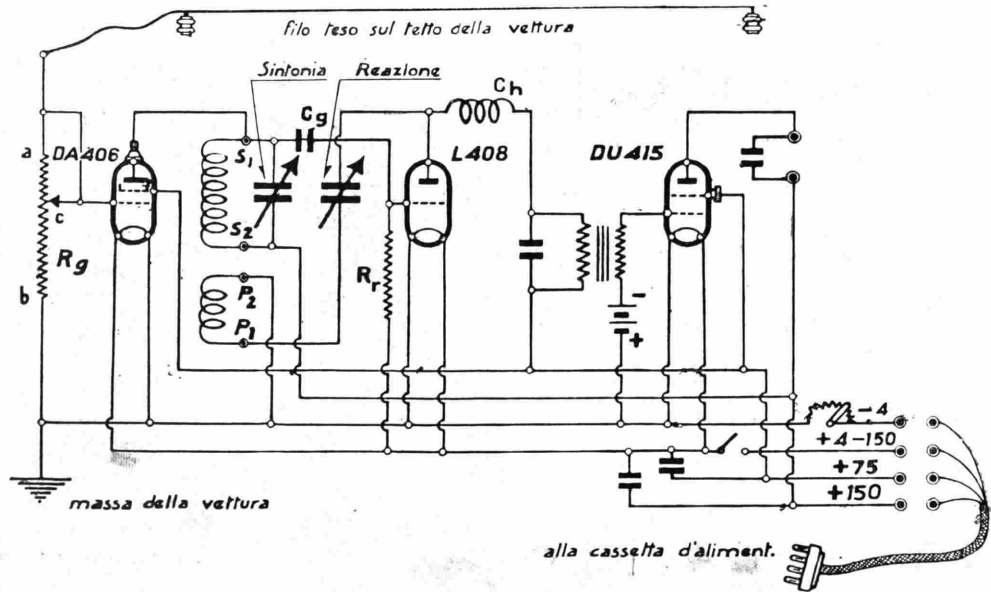 filo teso sul tetto della vettura
Sintonia
Reazione
Cg
Ch
a
DA406
S1
L408
DU415
c
S2
Rg
Rr
b
P2
P1
-
+
-4
+4-150
+75
+150
massa della vettura
alla cassetta d'aliment.